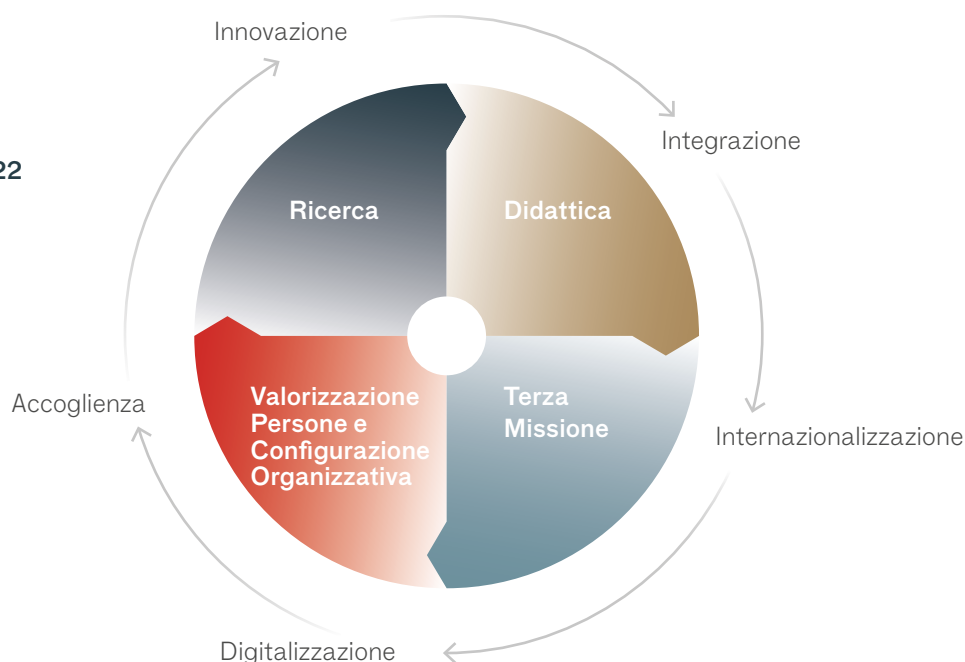 Innovazione
Integrazione
22
Ricerca
Didattica
Valorizzazione
Persone e
Configurazione
Organizzativa
Terza
Missione
Accoglienza
Internazionalizzazione
Digitalizzazione